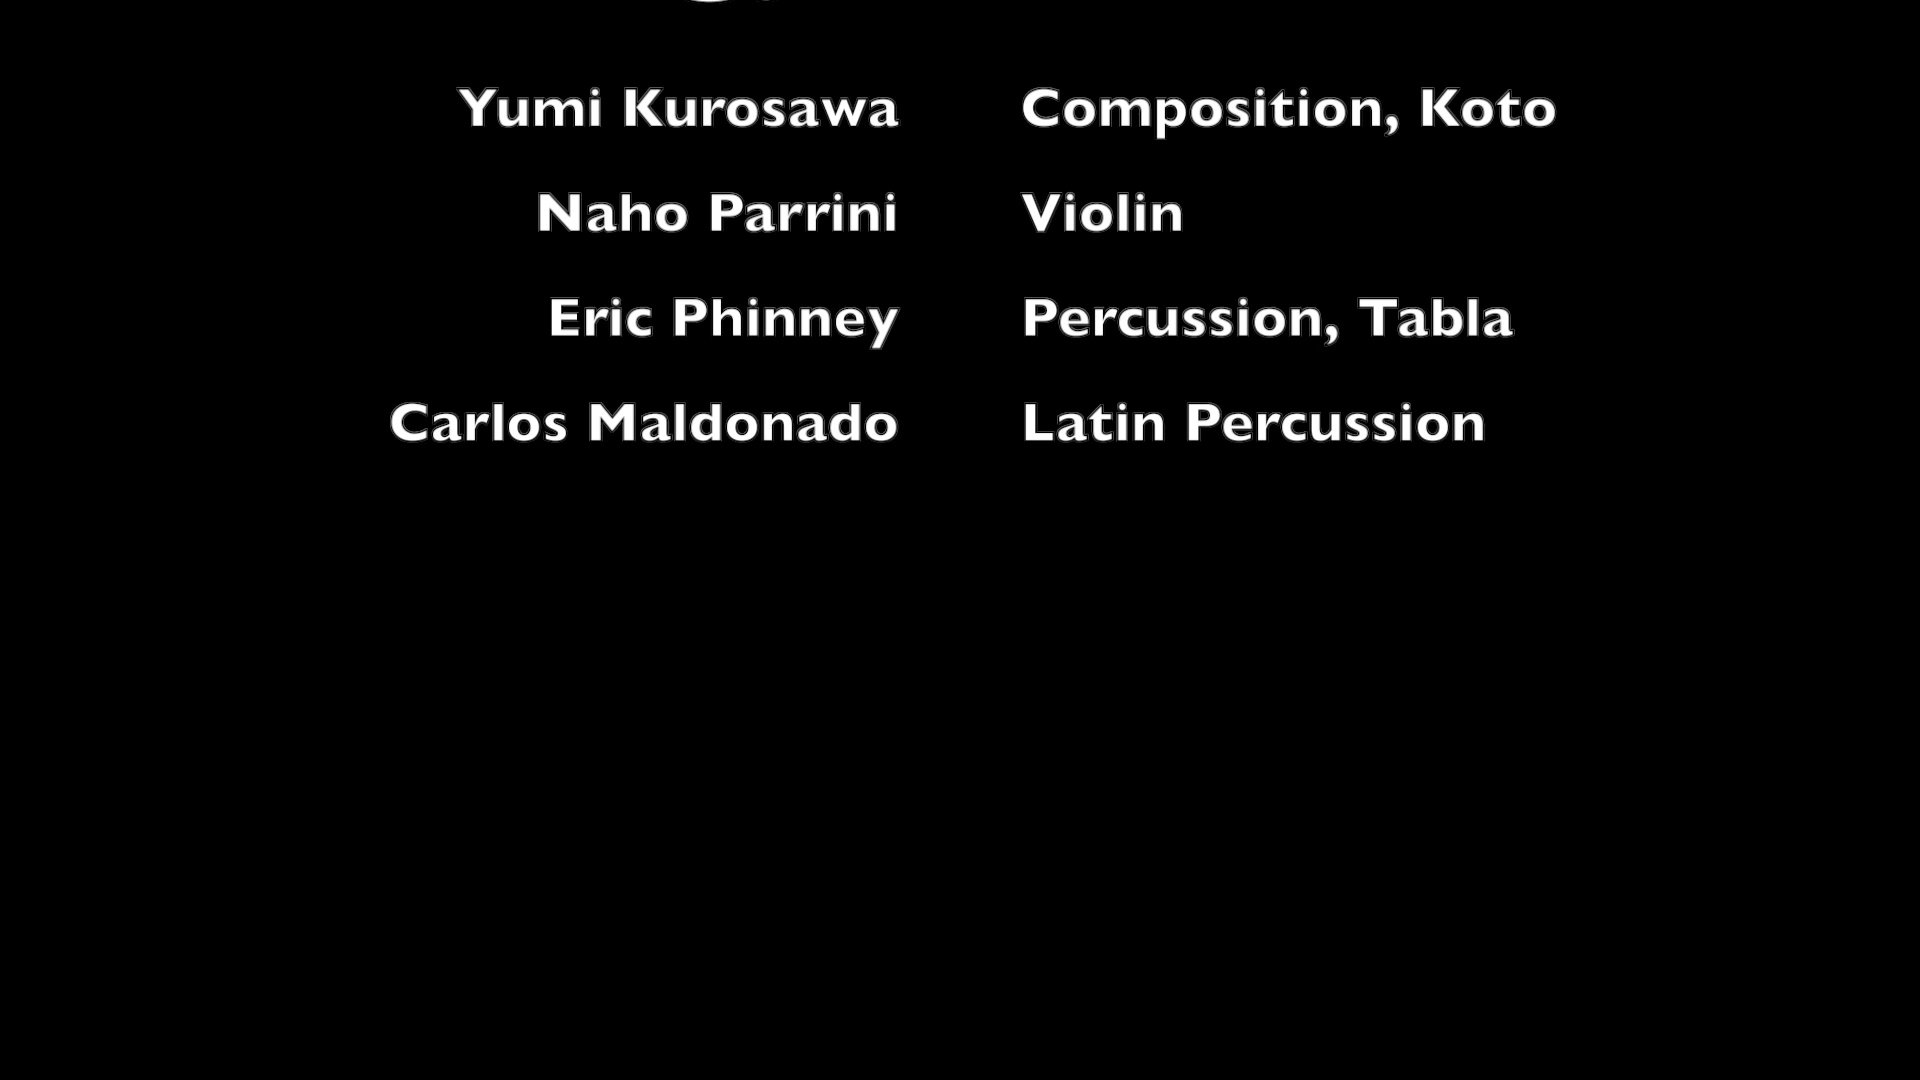 Yumi Kurosawa Composition, Koto
Naho Parrini Violin
Eric Phinney Percussion, Tabla
Carlos Maldonado Latin Percussion